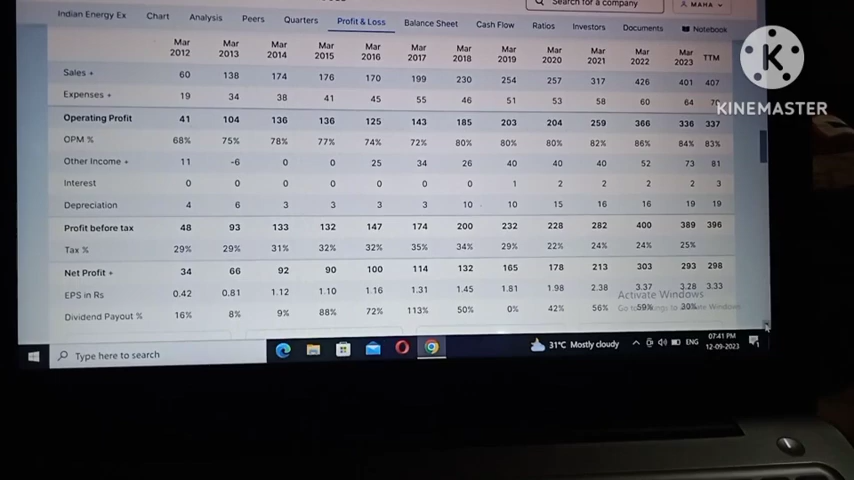 Search for a company
MAHA
Indian Energy Ex Chart Analysis Peers Quarters Profit & Loss Balance Sheet Cash Flow Ratios Investors Documents Notebook
Mar 2012 Mar 2013 Mar 2014 Mar 2015 Mar 2016 Mar 2017 Mar 2018 Mar 2019 Mar 2020 Mar 2021 Mar 2022 Mar 2023 TTM
Sales + 60 138 174 176 170 199 230 254 257 317 426 401 407
Expenses + 19 34 38 41 45 55 46 51 53 58 60 64
Operating Profit 41 104 136 136 125 143 185 203 204 259 366 336 337
OPM % 68% 75% 78% 77% 74% 72% 80% 80% 80% 82% 86% 84% 83%
Other Income + 11 -6 0 0 25 34 26 40 40 40 52 73 81
Interest 0 0 0 0 0 0 0 1 2 2 2 2 3
Depreciation 4 6 3 3 3 3 10 10 15 16 16 19 19
Profit before tax 48 93 133 132 147 174 200 232 228 282 400 389 396
Tax % 29% 29% 31% 32% 32% 35% 34% 29% 22% 24% 24% 25%
Net Profit + 34 66 92 90 100 114 132 165 178 213 303 293 298
EPS in Rs 0.42 0.81 1.12 1.10 1.16 1.31 1.45 1.81 1.98 2.38 3.37 3.28 3.33
Dividend Payout % 16% 8% 9% 88% 72% 113% 50% 0% 42% 56% 59% 30%
Activate Windows
Go to Settings to Activate Windows
K
KINEMASTER
Type here to search
31°C Mostly cloudy
ENG
07:41 PM
12-09-2023